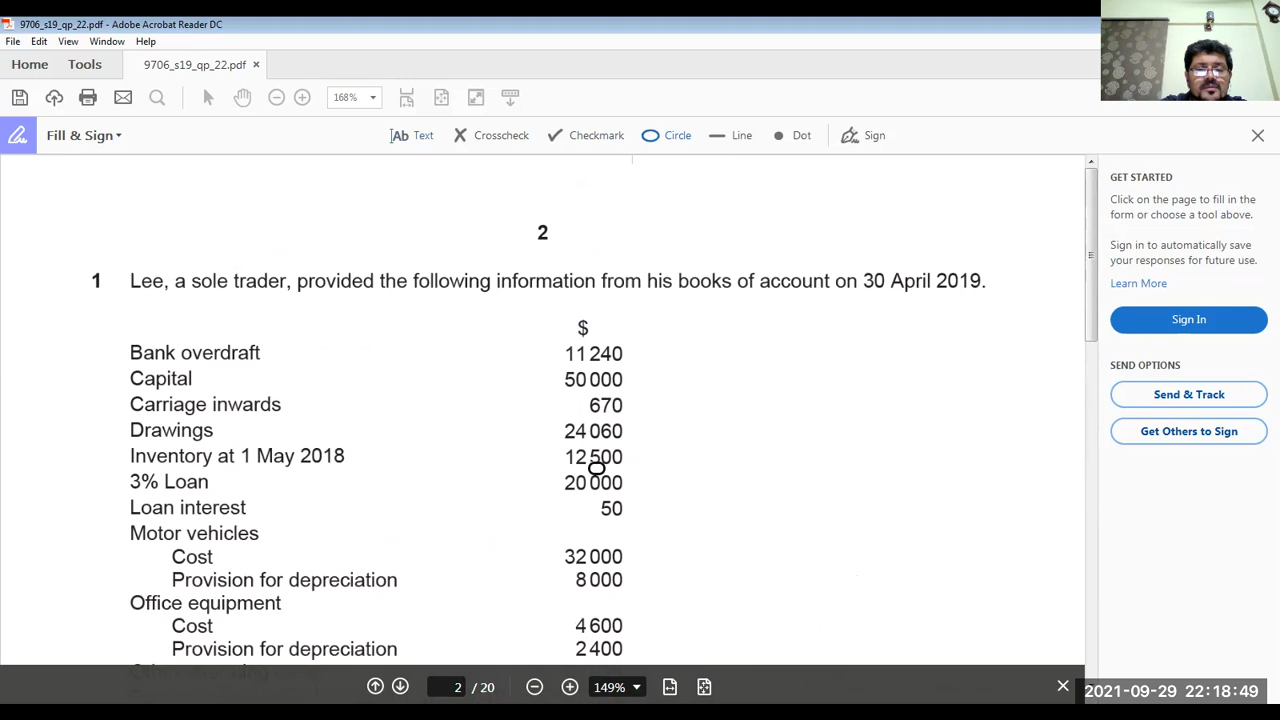 9706_s19_qp_22.pdf - Adobe Acrobat Reader DC
File Edit View Window Help
Home Tools 9706_s19_qp_22.pdf ×
168%
Fill & Sign Ab Text Crosscheck Checkmark Circle Line Dot Sign
2
1 Lee, a sole trader, provided the following information from his books of account on 30 April 2019.
$
Bank overdraft 11 240
Capital 50 000
Carriage inwards 670
Drawings 24 060
Inventory at 1 May 2018 12 500
3% Loan 20 000
Loan interest 50
Motor vehicles
Cost 32 000
Provision for depreciation 8 000
Office equipment
Cost 4 600
Provision for depreciation 2 400
2 / 20 149%
GET STARTED
Click on the page to fill in the
form or choose a tool above.
Sign in to automatically save
your responses for future use.
Learn More
Sign In
SEND OPTIONS
Send & Track
Get Others to Sign
2021-09-29 22:18:49